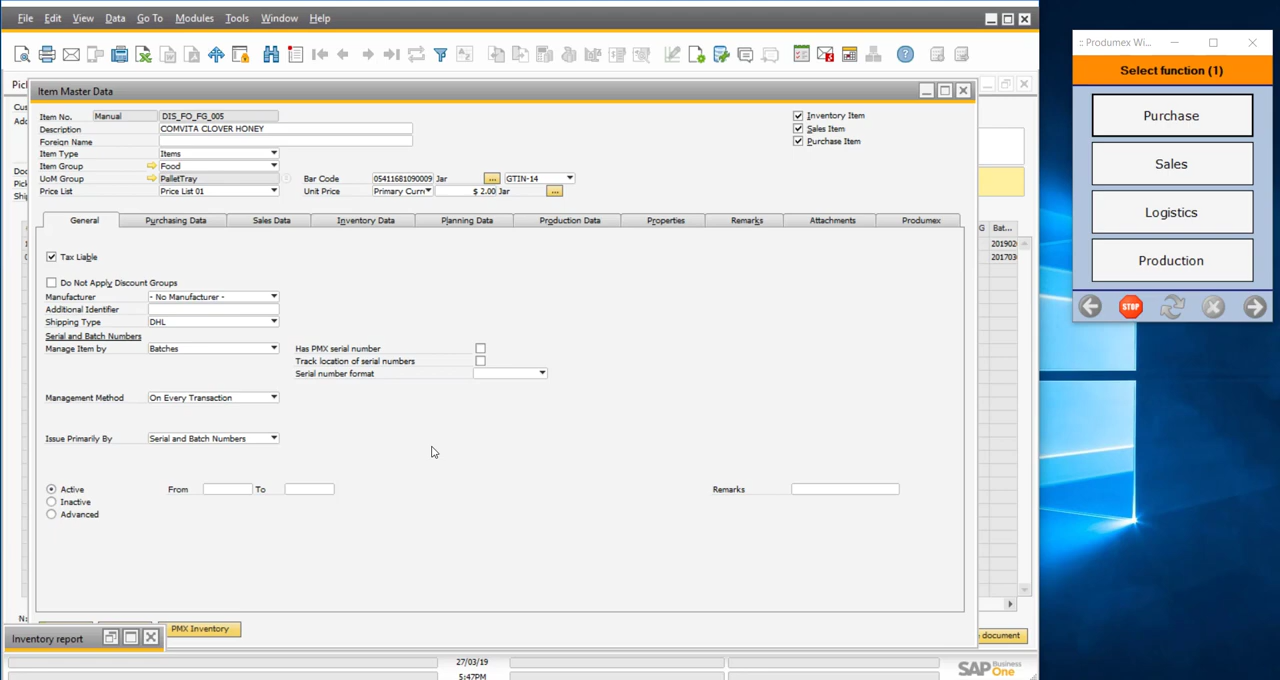 File Edit View Data Go To Modules Tools Window Help
Item Master Data
Item No. Manual DIS_FO_FG_005
Description COMVITA CLOVER HONEY
Foreign Name
Item Type Items
Item Group Food
UoM Group PalletTray Bar Code 05411681090009 Jar GTIN-14
Price List Price List 01 Unit Price Primary Curr $ 2.00 Jar
Inventory Item
Sales Item
Purchase Item
General Purchasing Data Sales Data Inventory Data Planning Data Production Data Properties Remarks Attachments Produmex
Tax Liable
Do Not Apply Discount Groups
Manufacturer - No Manufacturer -
Additional Identifier
Shipping Type DHL
Serial and Batch Numbers
Manage Item by Batches Has PMX serial number
Track location of serial numbers
Serial number format
Management Method On Every Transaction
Issue Primarily By Serial and Batch Numbers
Active From To Remarks
Inactive
Advanced
PMX Inventory
Inventory report
document
27/03/19
5:47PM
SAP Business One
G Bat...
201902
201703
:: Produmex Wi...
Select function (1)
Purchase
Sales
Logistics
Production
STOP